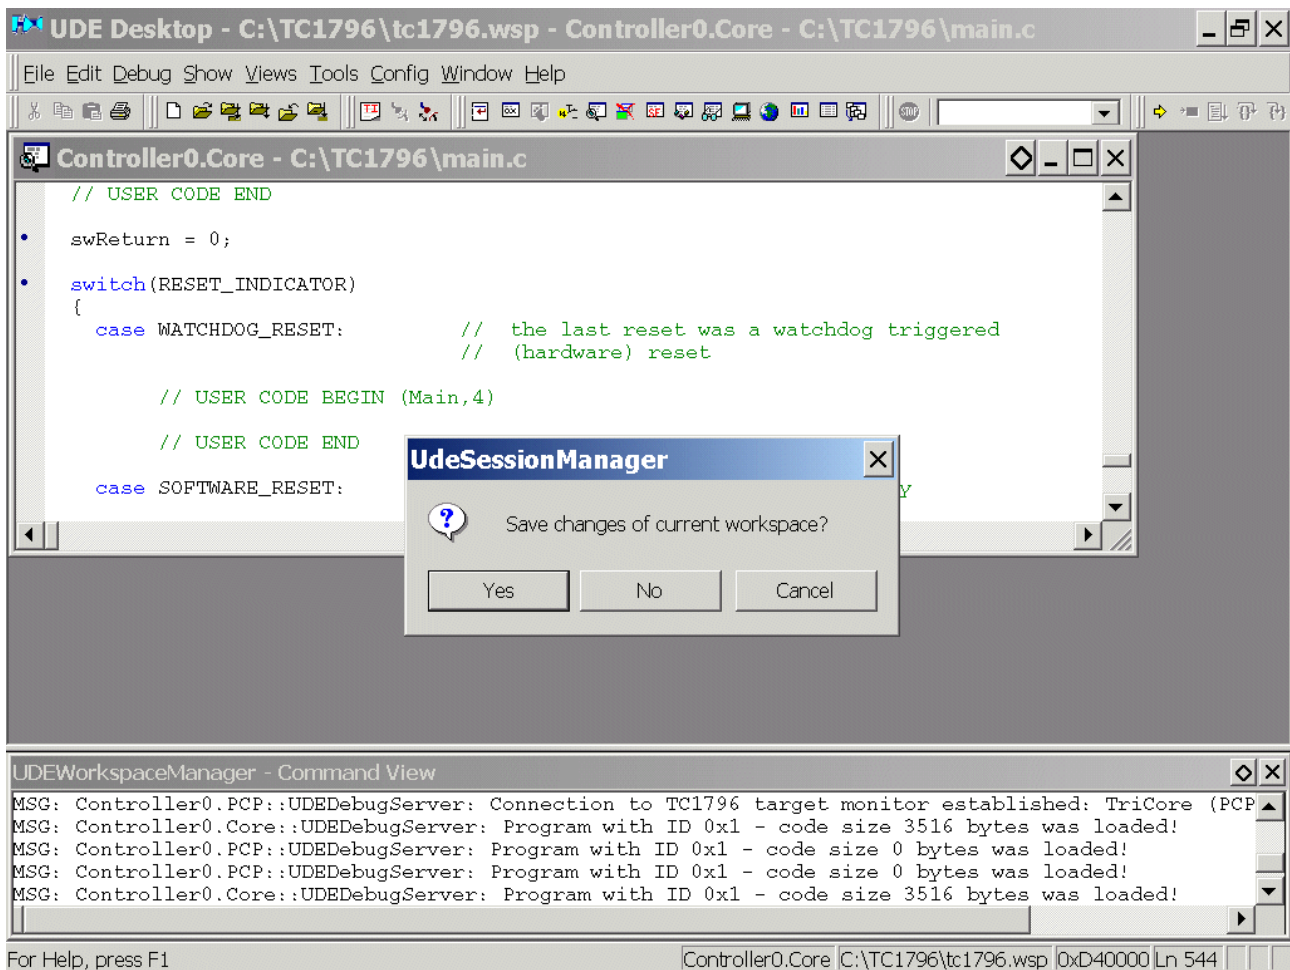 UDE Desktop - C:\TC1796\tc1796.wsp - Controller0.Core - C:\TC1796\main.c
File Edit Debug Show Views Tools Config Window Help
Controller0.Core - C:\TC1796\main.c
// USER CODE END
swReturn = 0;
switch(RESET_INDICATOR)
{
case WATCHDOG_RESET: // the last reset was a watchdog triggered
// (hardware) reset
// USER CODE BEGIN (Main,4)
// USER CODE END
case SOFTWARE_RESET:
UdeSessionManager
Save changes of current workspace?
Yes No Cancel
UDEWorkspaceManager - Command View
MSG: Controller0.PCP::UDEDebugServer: Connection to TC1796 target monitor established: TriCore (PCP
MSG: Controller0.Core::UDEDebugServer: Program with ID 0x1 - code size 3516 bytes was loaded!
MSG: Controller0.PCP::UDEDebugServer: Program with ID 0x1 - code size 0 bytes was loaded!
MSG: Controller0.PCP::UDEDebugServer: Program with ID 0x1 - code size 0 bytes was loaded!
MSG: Controller0.Core::UDEDebugServer: Program with ID 0x1 - code size 3516 bytes was loaded!
For Help, press F1 Controller0.Core C:\TC1796\tc1796.wsp 0xD40000 Ln 544